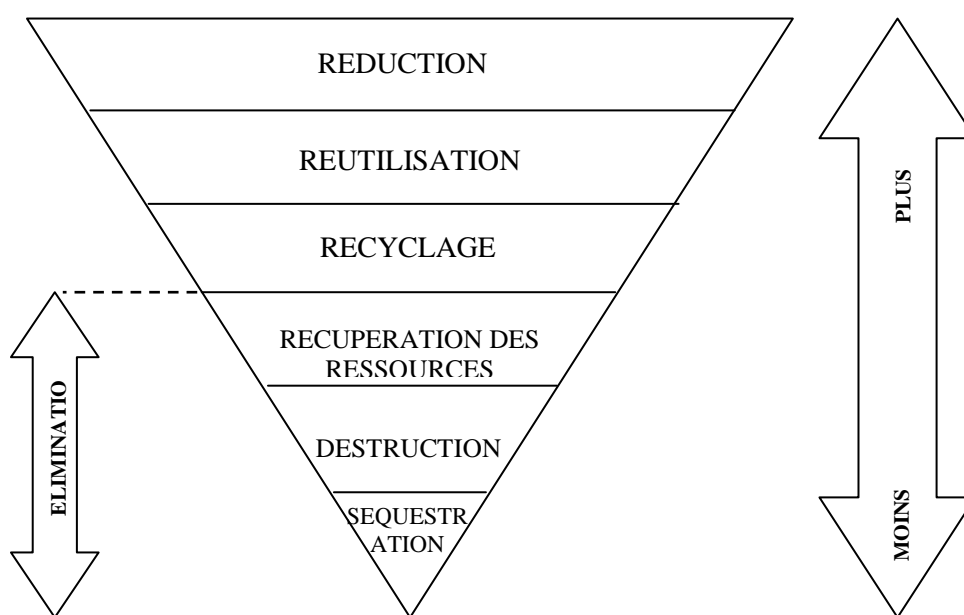 REDUCTION
REUTILISATION
RECYCLAGE
RECUPERATION DES
RESSOURCES
DESTRUCTION
SEQUESTR
ATION
ELIMINATIO
PLUS
MOINS